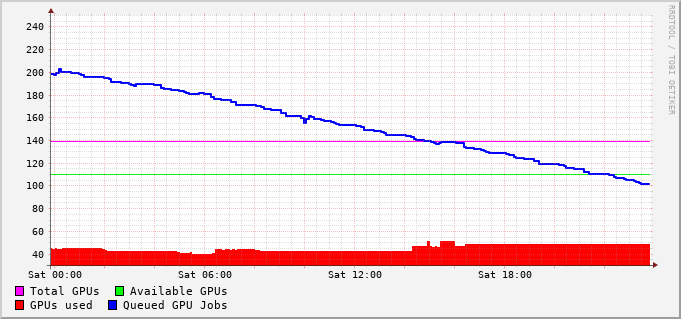 240
220
200
180
160
140
120
100
80
60
40
Sat 00:00 Sat 06:00 Sat 12:00 Sat 18:00
Total GPUs Available GPUs
GPUs used Queued GPU Jobs
RRDTOOL / TOBI OETIKER